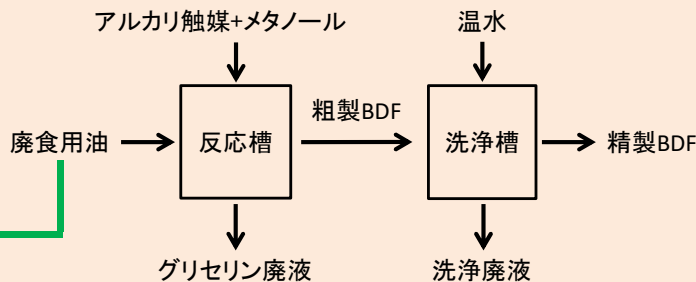 アルカリ触媒+メタノール
温水
粗製BDF
廃食用油
反応槽
洗浄槽
精製BDF
グリセリン廃液
洗浄廃液